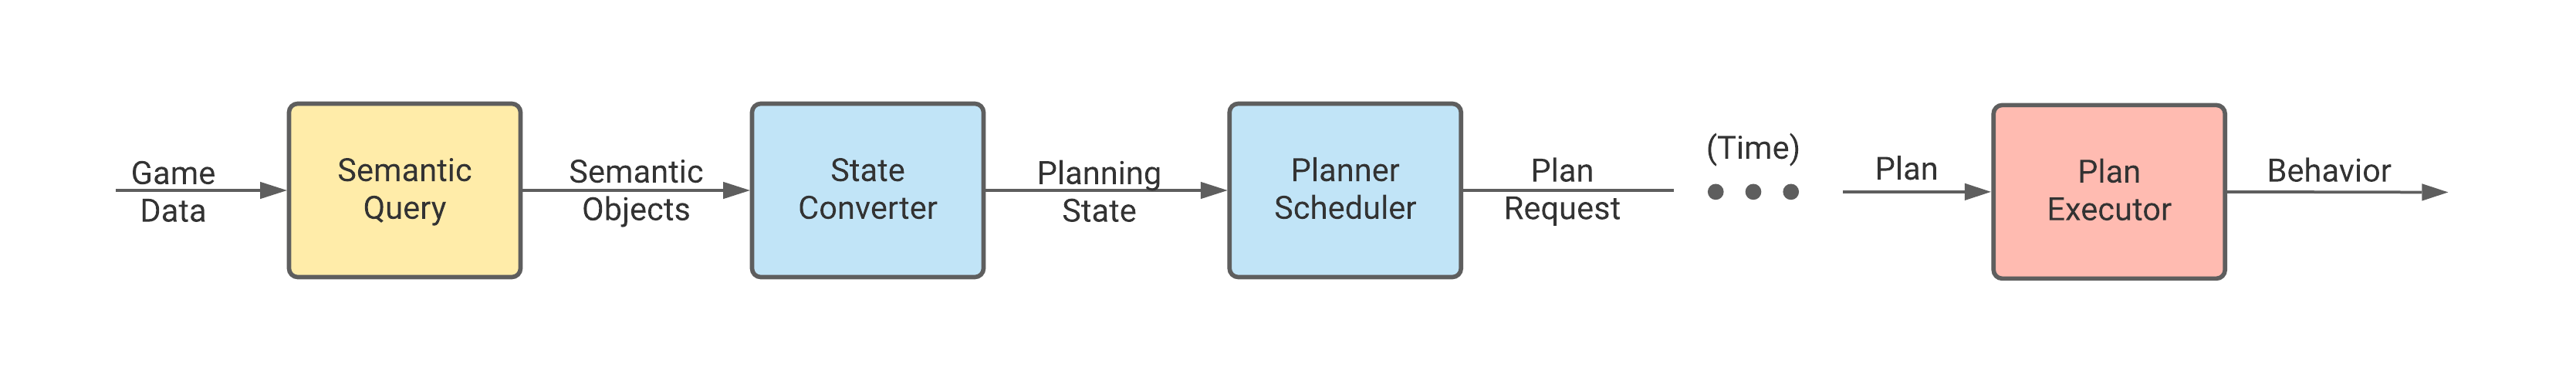 Game
Data
Semantic
Query
Semantic
Objects
State
Converter
Planning
State
Planner
Scheduler
Plan
Request
(Time)
Plan
Plan
Executor
Behavior